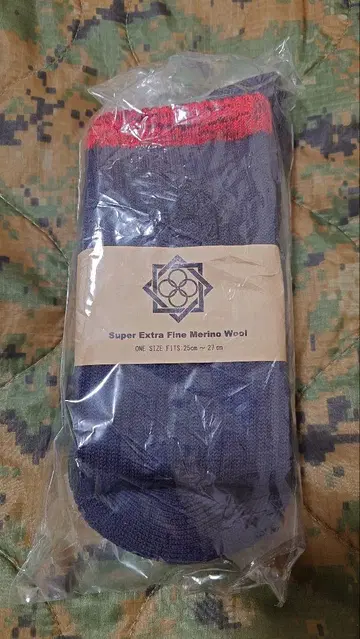 Super Extra Fine Merino Wool
ONE SIZE FITS 25cm ～ 27cm